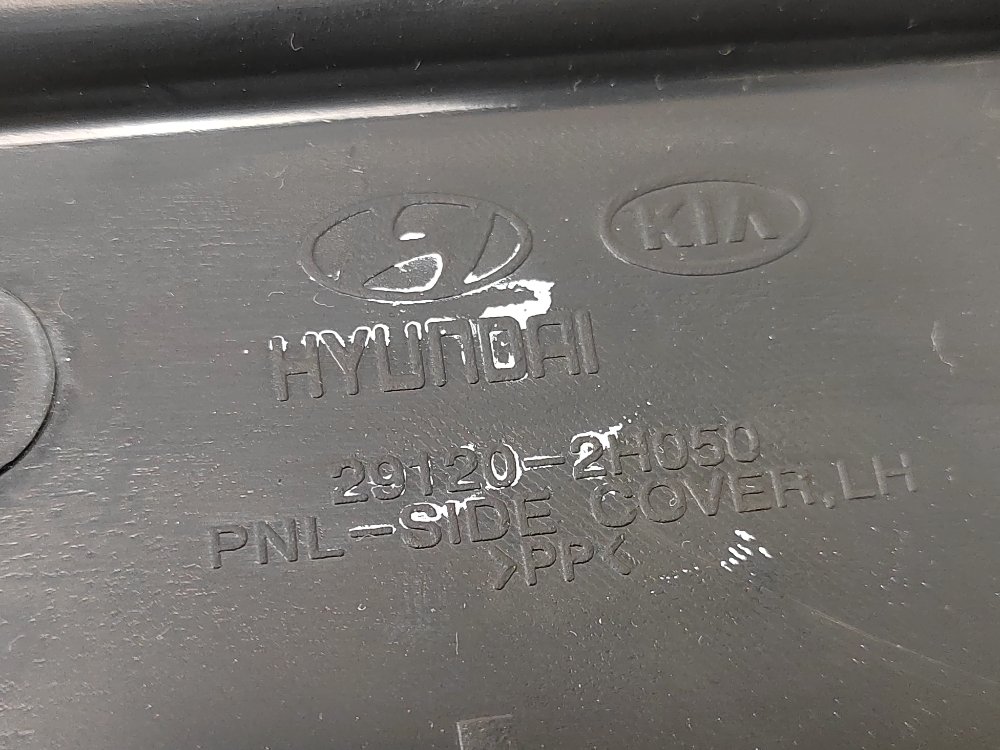 KIA
HYUNDAI
29120-2H050
PNL-SIDE COVER,LH
>PP<